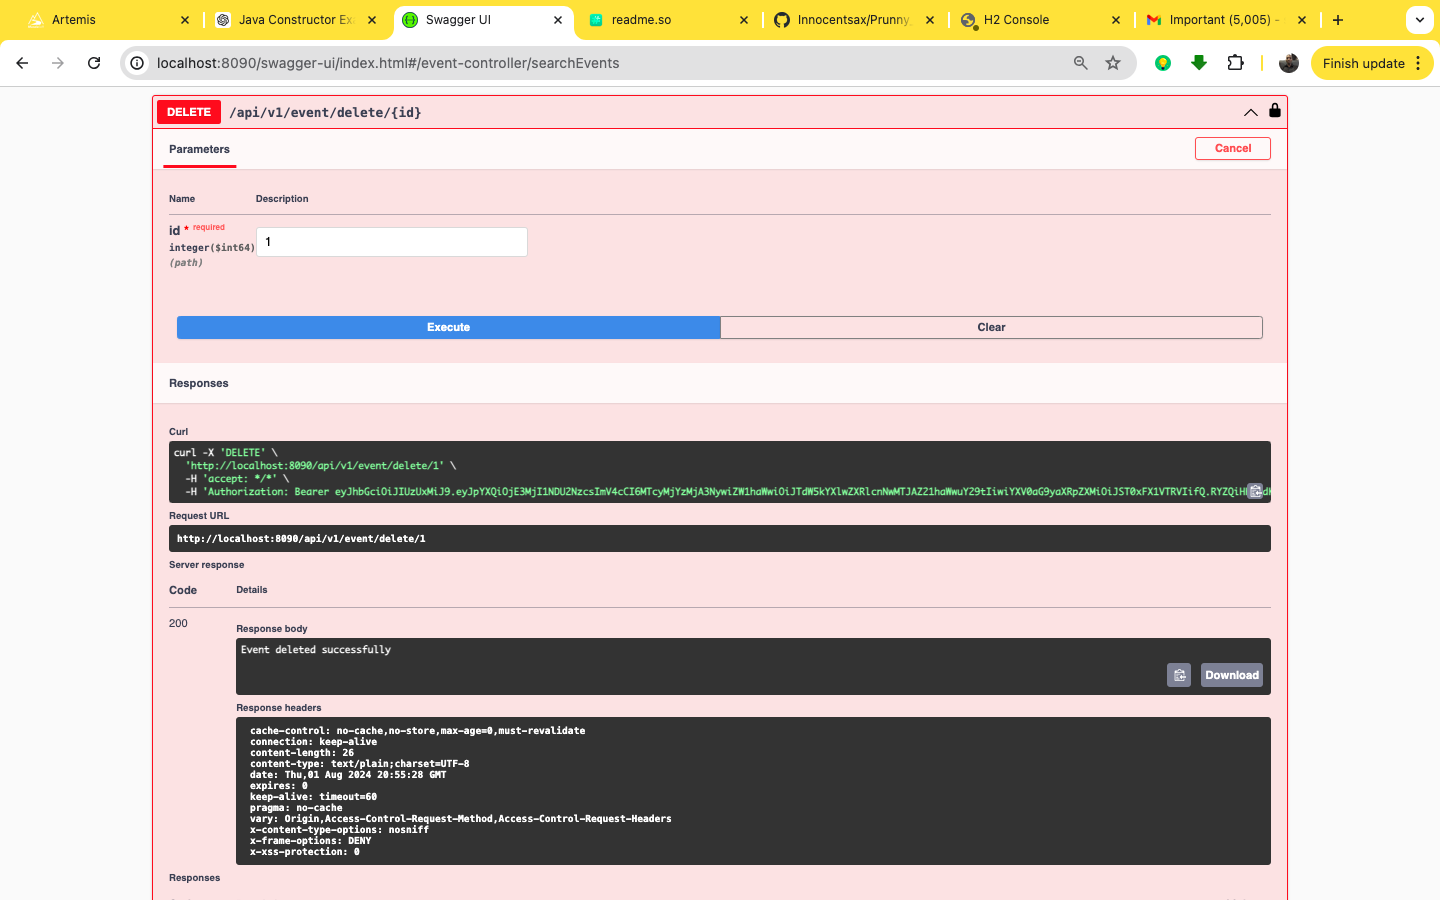 Artemis
Java Constructor Exa
Swagger UI
readme.so
Innocentsax/Prunny
H2 Console
Important (5,005) -
localhost:8090/swagger-ui/index.html#/event-controller/searchEvents
Finish update
DELETE /api/v1/event/delete/{id}
Parameters
Cancel
Name Description
id * required
integer($int64)
(path)
1
Execute
Clear
Responses
Curl
curl -X 'DELETE' \
'http://localhost:8090/api/v1/event/delete/1' \
-H 'accept: */*' \
-H 'Authorization: Bearer
Request URL
http://localhost:8090/api/v1/event/delete/1
Server response
Code Details
200
Response body
Event deleted successfully
Download
Response headers
cache-control: no-cache,no-store,max-age=0,must-revalidate
connection: keep-alive
content-length: 26
content-type: text/plain;charset=UTF-8
date: Thu,01 Aug 2024 20:55:28 GMT
expires: 0
keep-alive: timeout=60
pragma: no-cache
vary: Origin,Access-Control-Request-Method,Access-Control-Request-Headers
x-content-type-options: nosniff
x-frame-options: DENY
x-xss-protection: 0
Responses